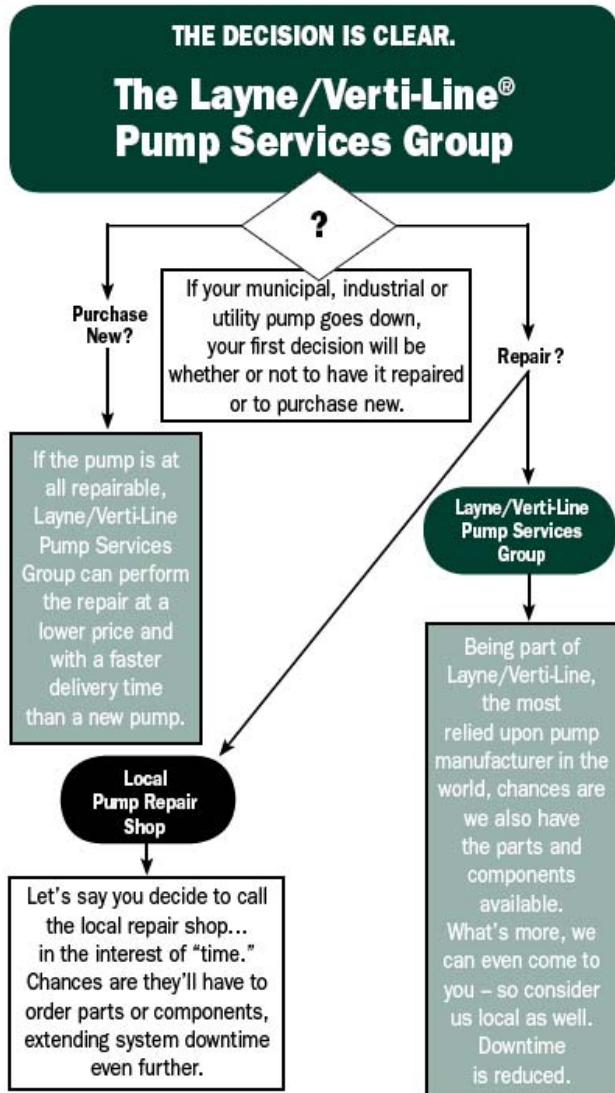 THE DECISION IS CLEAR.
The Layne/Verti-Line®
Pump Services Group
?
If your municipal, industrial or
utility pump goes down,
your first decision will be
whether or not to have it repaired
or to purchase new.
Purchase
New?
If the pump is at
all repairable,
Layne/Verti-Line
Pump Services
Group can perform
the repair at a
lower price and
with a faster
delivery time
than a new pump.
Repair?
Local
Pump Repair
Shop
Let's say you decide to call
the local repair shop...
in the interest of “time.”
Chances are they'll have to
order parts or components,
extending system downtime
even further.
Layne/Verti-Line
Pump Services
Group
Being part of
Layne/Verti-Line,
the most
relied upon pump
manufacturer in the
world, chances are
we also have
the parts and
components
available.
What's more, we
can even come to
you – so consider
us local as well.
Downtime
is reduced.